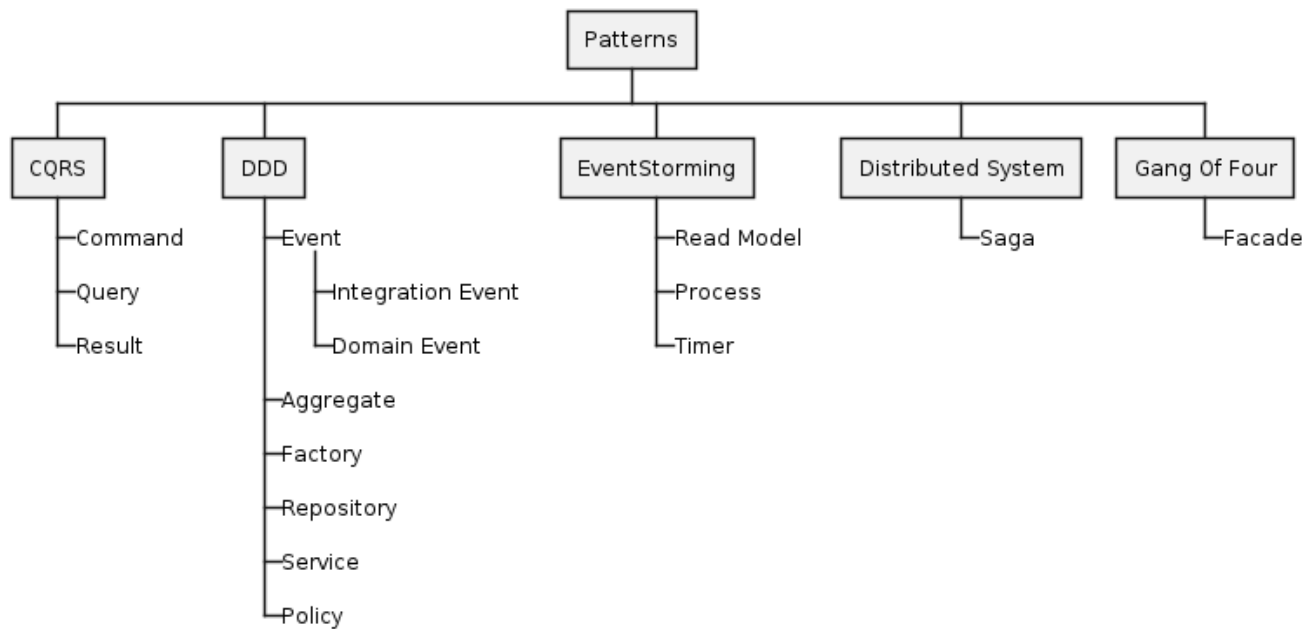 Patterns
CQRS
DDD
EventStorming
Distributed System
Gang Of Four
Command
Query
Result
Event
Integration Event
Domain Event
Aggregate
Factory
Repository
Service
Policy
Read Model
Process
Timer
Saga
Facade